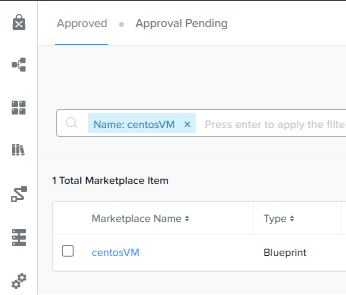 Approved
Approval Pending
Name: centosVM × Press enter to apply the filte
1 Total Marketplace Item
Marketplace Name Type
centosVM Blueprint